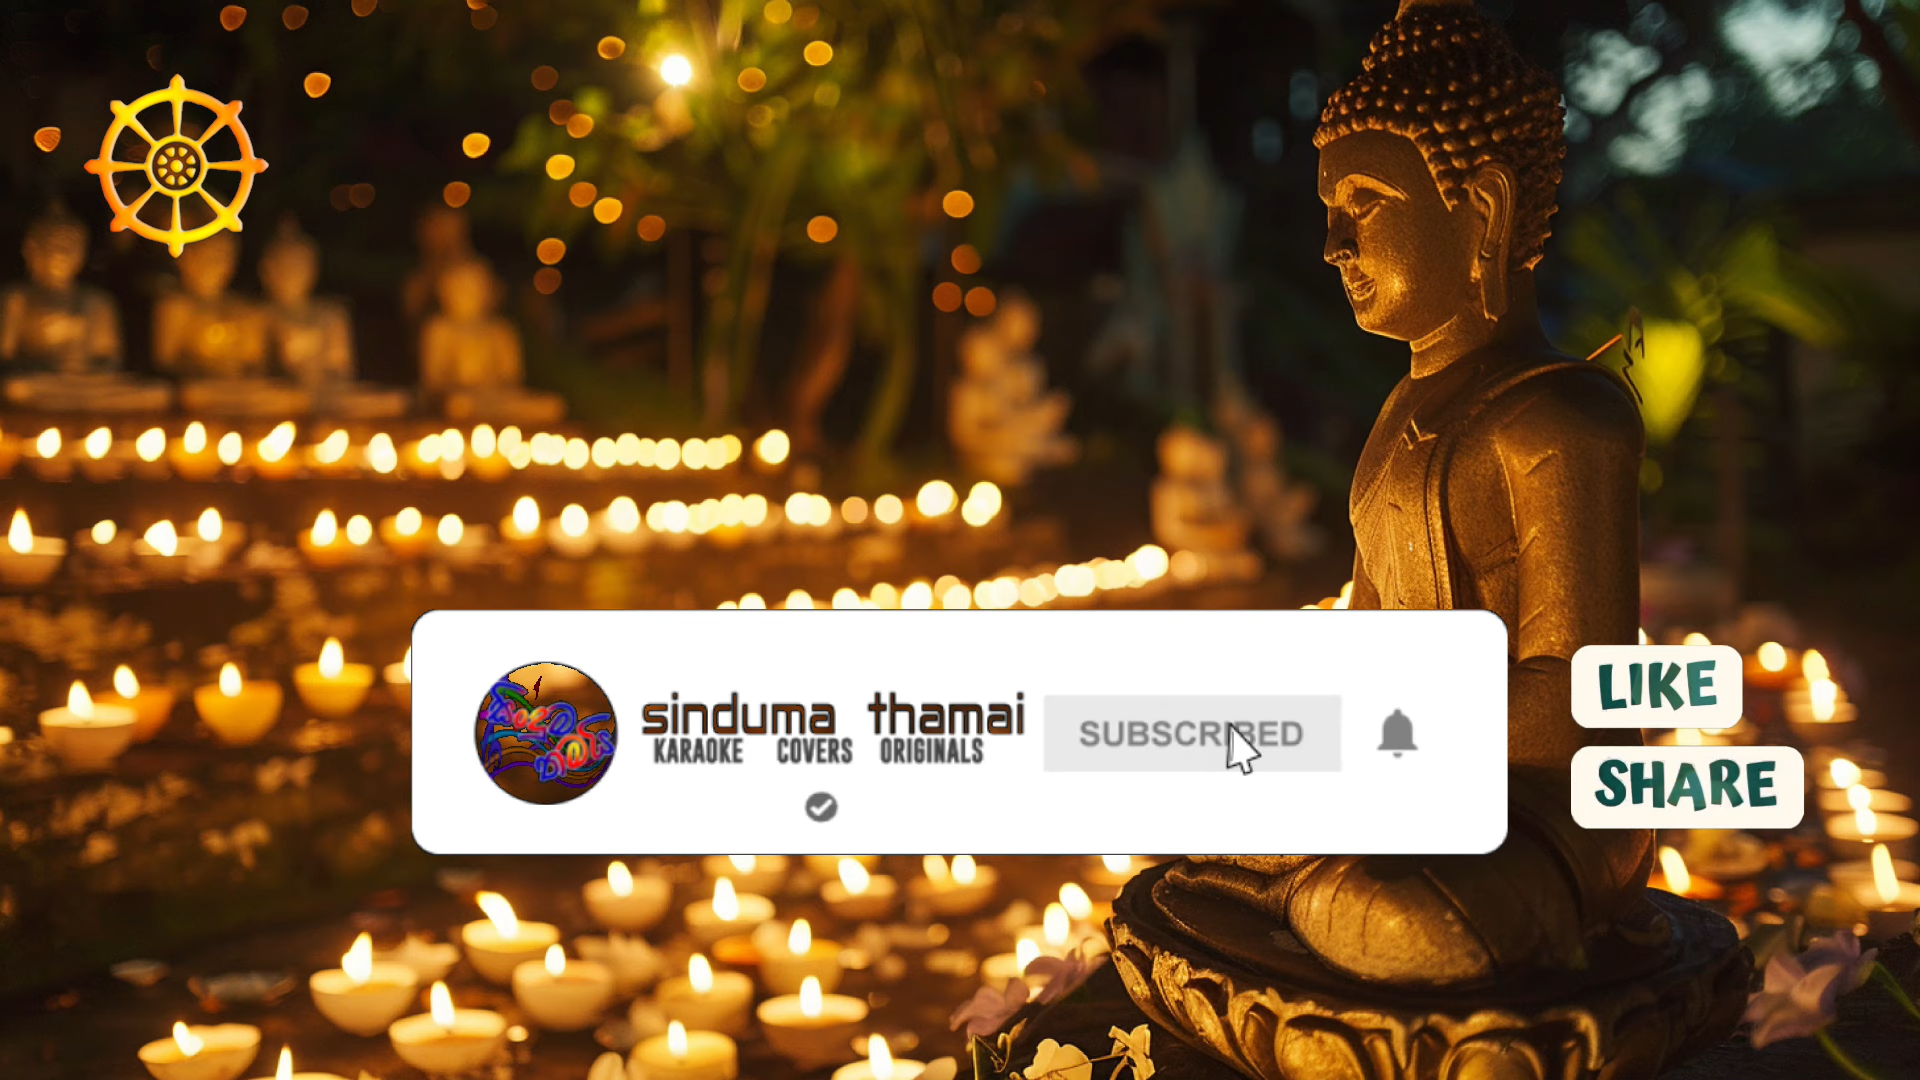 sinduma thamai
KARAOKE COVERS ORIGINALS
SUBSCRIBED
LIKE
SHARE